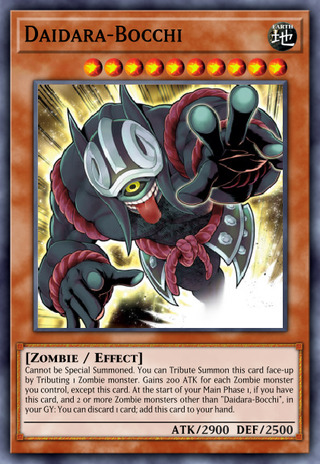 Daidara-Bocchi
EARTH
地
[Zombie / Effect]
Cannot be Special Summoned. You can Tribute Summon this card face-up
by Tributing 1 Zombie monster. Gains 200 ATK for each Zombie monster
you control, except this card. At the start of your Main Phase 1, if you have
this card, and 2 or more Zombie monsters other than "Daidara-Bocchi", in
your GY: You can discard 1 card; add this card to your hand.
ATK/2900 DEF/2500